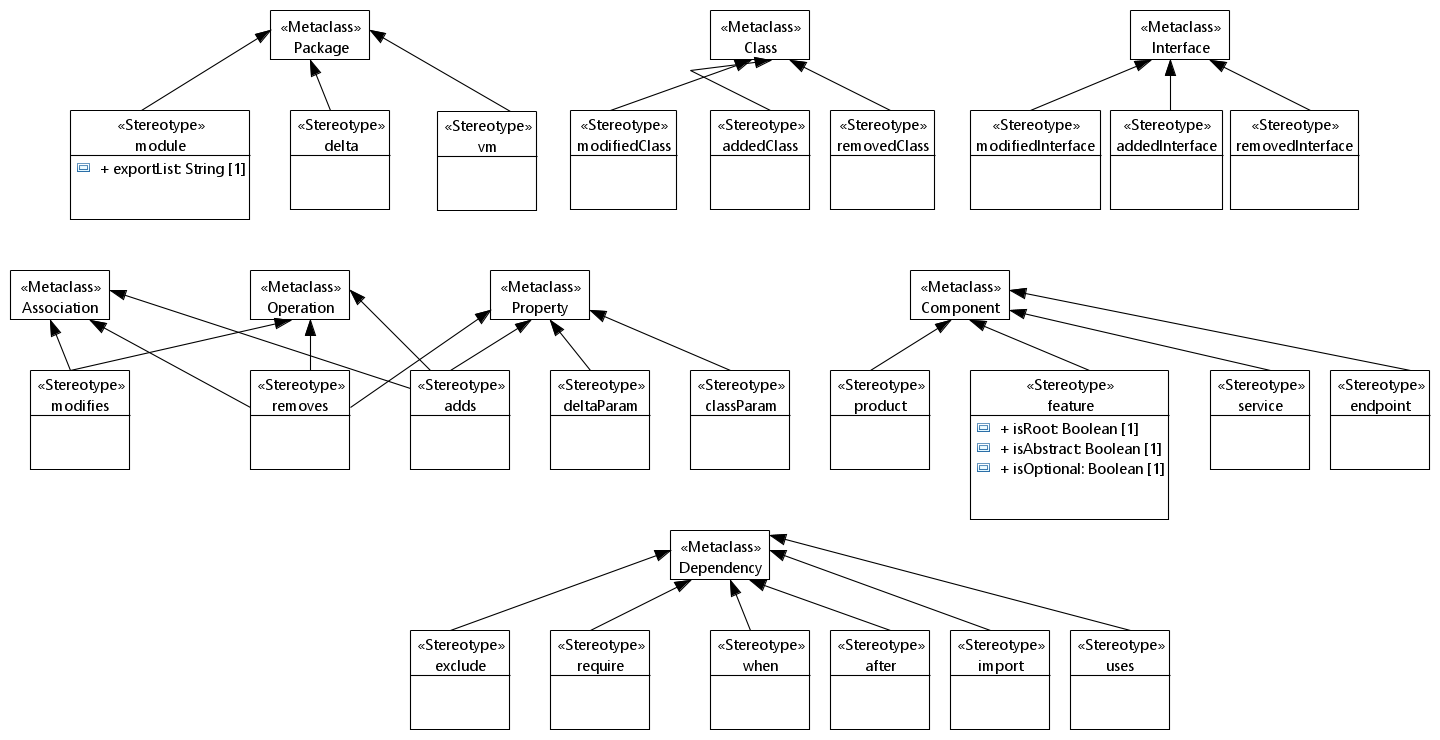 «Metaclass»
Package
«Metaclass»
Class
«Metaclass»
Interface
«Stereotype»
module
+ exportList: String [1]
«Stereotype»
delta
«Stereotype»
vm
«Stereotype»
modifiedClass
«Stereotype»
addedClass
«Stereotype»
removedClass
«Stereotype»
modifiedInterface
«Stereotype»
addedInterface
«Stereotype»
removedInterface
«Metaclass»
Association
«Metaclass»
Operation
«Metaclass»
Property
«Metaclass»
Component
«Stereotype»
modifies
«Stereotype»
removes
«Stereotype»
adds
«Stereotype»
deltaParam
«Stereotype»
classParam
«Stereotype»
product
«Stereotype»
feature
+ isRoot: Boolean [1]
+ isAbstract: Boolean [1]
+ isOptional: Boolean [1]
«Stereotype»
service
«Stereotype»
endpoint
«Metaclass»
Dependency
«Stereotype»
exclude
«Stereotype»
require
«Stereotype»
when
«Stereotype»
after
«Stereotype»
import
«Stereotype»
uses